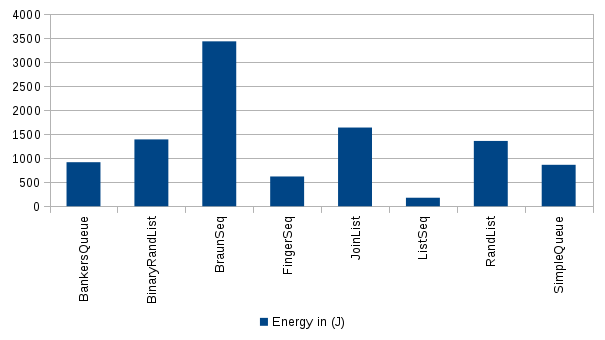 4000
3500
3000
2500
2000
1500
1000
500
0
BankersQueue
BinaryRandList
BraunSeq
FingerSeq
JoinList
ListSeq
RandList
SimpleQueue
Energy in (J)